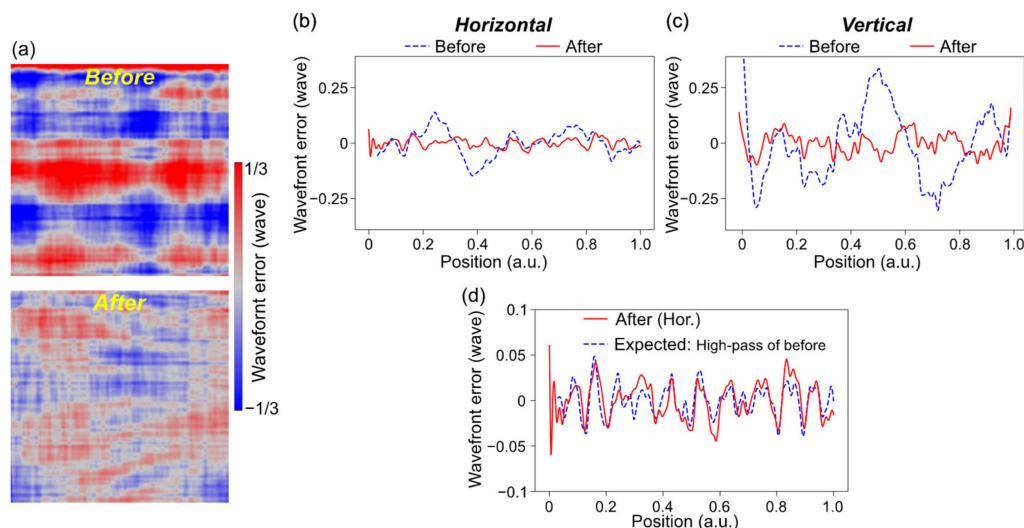 (a)
Before
After
1/3
−1/3
Wavefornt error (wave)
(b)
Horizontal
Before
After
Wavefront error (wave)
0.25
0
−0.25
0
0.2
0.4
0.6
0.8
1.0
Position (a.u.)
(c)
Vertical
Before
After
Wavefront error (wave)
0.25
0
−0.25
0
0.2
0.4
0.6
0.8
1.0
Position (a.u.)
(d)
After (Hor.)
Expected: High-pass of before
Wavefront error (wave)
0.1
0.05
0
−0.05
−0.1
0
0.2
0.4
0.6
0.8
1.0
Position (a.u.)